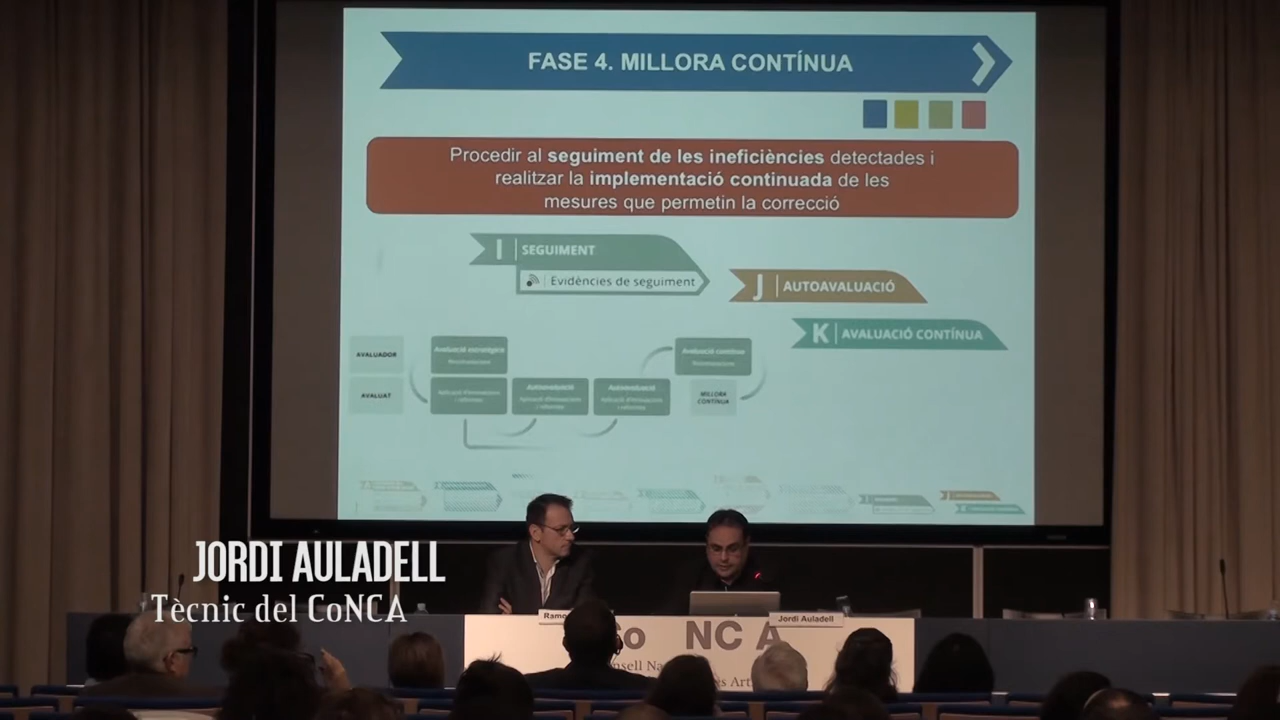 FASE 4. MILLORA CONTÍNUA
Procedir al seguiment de les ineficiències detectades i
realitzar la implementació continuada de les
mesures que permetin la correcció
I SEGUIMENT
Evidències de seguiment
J AUTOAVALUACIÓ
K AVALUACIÓ CONTÍNUA
AVALUADOR
Avaluació estratègica
Avaluació contínua
AVALUAT
Autoavaluació
Autoavaluació
MILLORA
CONTÍNUA
JORDI AULADELL
Tècnic del CoNCA
Jordi Auladell
NC A